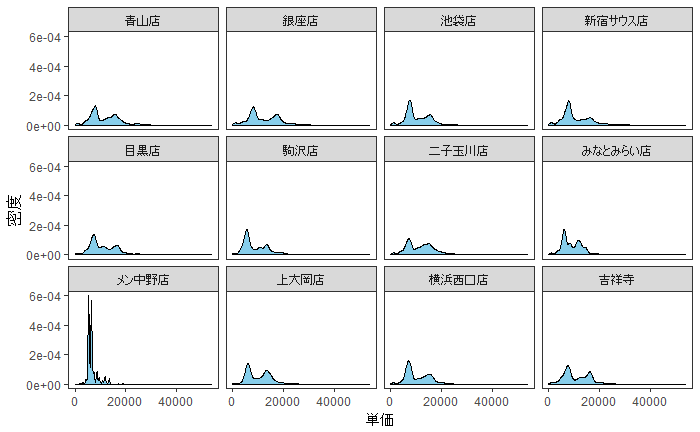 青山店 銀座店 池袋店 新宿サウス店
6e-04
4e-04
2e-04
0e+00
目黒店 駒沢店 二子玉川店 みなとみらい店
6e-04
4e-04
2e-04
0e+00
メン中野店 上大岡店 横浜西口店 吉祥寺
6e-04
4e-04
2e-04
0e+00
0 20000 40000 0 20000 40000 0 20000 40000 0 20000 40000
単価
密度